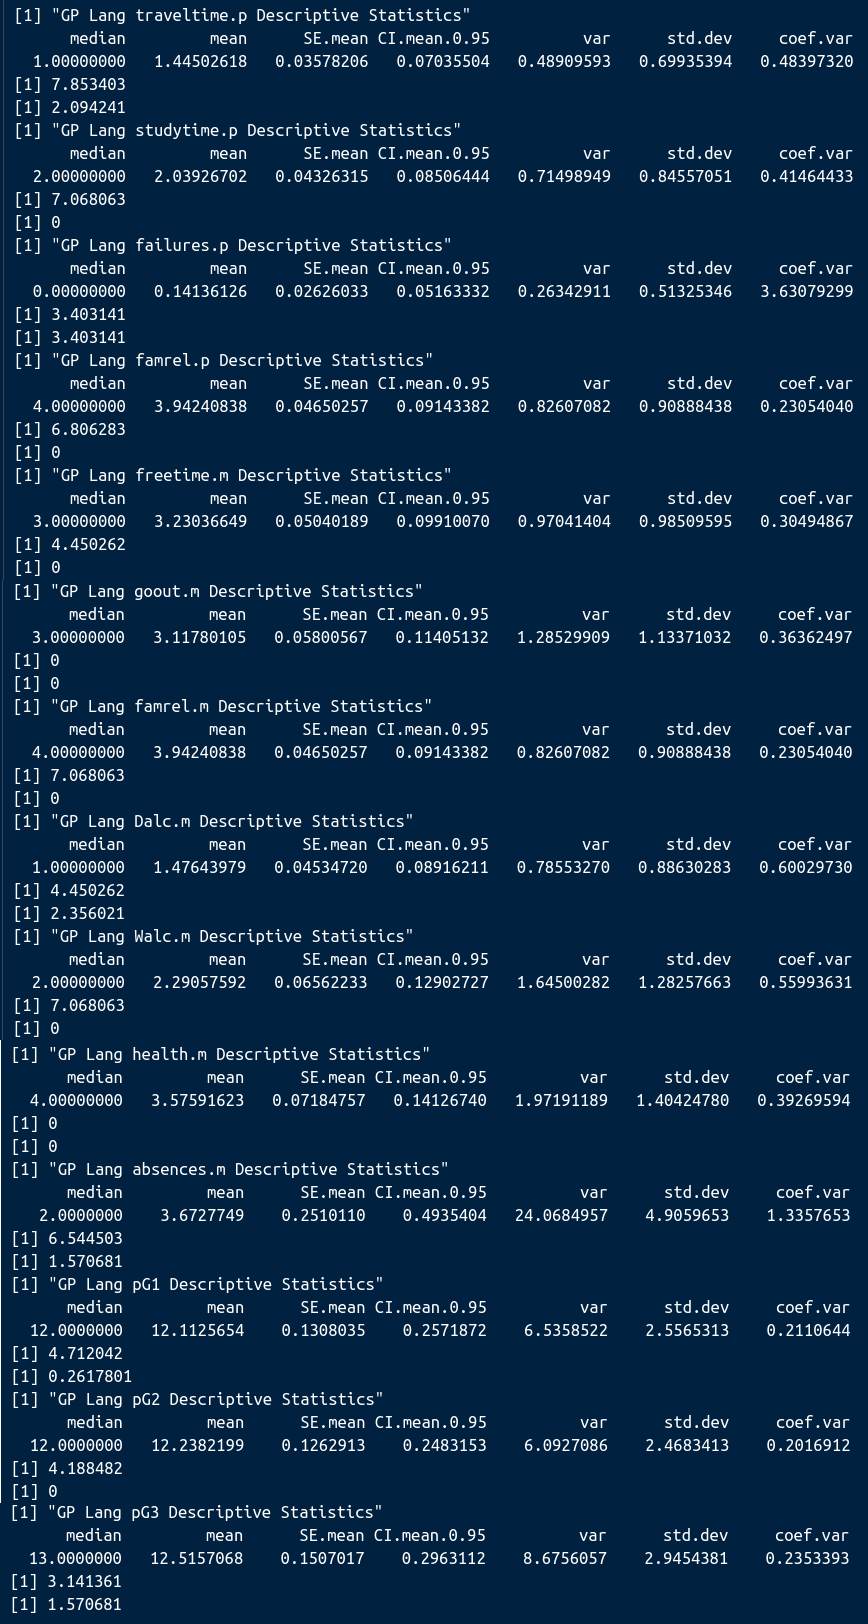 [1] "GP Lang traveltime.p Descriptive Statistics"
median mean SE.mean CI.mean.0.95 var std.dev coef.var
1.00000000 1.44502618 0.03578206 0.07035504 0.48909593 0.69935394 0.48397320
[1] 7.853403
[1] 2.094241
[1] "GP Lang studytime.p Descriptive Statistics"
median mean SE.mean CI.mean.0.95 var std.dev coef.var
2.00000000 2.03926702 0.04326315 0.08506444 0.71498949 0.84557051 0.41464433
[1] 7.068063
[1] 0
[1] "GP Lang failures.p Descriptive Statistics"
median mean SE.mean CI.mean.0.95 var std.dev coef.var
0.00000000 0.14136126 0.02626033 0.05163332 0.26342911 0.51325346 3.63079299
[1] 3.403141
[1] 3.403141
[1] "GP Lang famrel.p Descriptive Statistics"
median mean SE.mean CI.mean.0.95 var std.dev coef.var
4.00000000 3.94240838 0.04650257 0.09143382 0.82607082 0.90888438 0.23054040
[1] 6.806283
[1] 0
[1] "GP Lang freetime.m Descriptive Statistics"
median mean SE.mean CI.mean.0.95 var std.dev coef.var
3.00000000 3.23036649 0.05040189 0.09910070 0.97041404 0.98509595 0.30494867
[1] 4.450262
[1] 0
[1] "GP Lang goout.m Descriptive Statistics"
median mean SE.mean CI.mean.0.95 var std.dev coef.var
3.00000000 3.11780105 0.05800567 0.11405132 1.28529909 1.13371032 0.36362497
[1] 0
[1] 0
[1] "GP Lang famrel.m Descriptive Statistics"
median mean SE.mean CI.mean.0.95 var std.dev coef.var
4.00000000 3.94240838 0.04650257 0.09143382 0.82607082 0.90888438 0.23054040
[1] 7.068063
[1] 0
[1] "GP Lang Dalc.m Descriptive Statistics"
median mean SE.mean CI.mean.0.95 var std.dev coef.var
1.00000000 1.47643979 0.04534720 0.08916211 0.78553270 0.88630283 0.60029730
[1] 4.450262
[1] 2.356021
[1] "GP Lang Walc.m Descriptive Statistics"
median mean SE.mean CI.mean.0.95 var std.dev coef.var
2.00000000 2.29057592 0.06562233 0.12902727 1.64500282 1.28257663 0.55993631
[1] 7.068063
[1] 0
[1] "GP Lang health.m Descriptive Statistics"
median mean SE.mean CI.mean.0.95 var std.dev coef.var
4.00000000 3.57591623 0.07184757 0.14126740 1.97191189 1.40424780 0.39269594
[1] 0
[1] 0
[1] "GP Lang absences.m Descriptive Statistics"
median mean SE.mean CI.mean.0.95 var std.dev coef.var
2.0000000 3.6727749 0.2510110 0.4935404 24.0684957 4.9059653 1.3357653
[1] 6.544503
[1] 1.570681
[1] "GP Lang pG1 Descriptive Statistics"
median mean SE.mean CI.mean.0.95 var std.dev coef.var
12.0000000 12.1125654 0.1308035 0.2571872 6.5358522 2.5565313 0.2110644
[1] 4.712042
[1] 0.2617801
[1] "GP Lang pG2 Descriptive Statistics"
median mean SE.mean CI.mean.0.95 var std.dev coef.var
12.0000000 12.2382199 0.1262913 0.2483153 6.0927086 2.4683413 0.2016912
[1] 4.188482
[1] 0
[1] "GP Lang pG3 Descriptive Statistics"
median mean SE.mean CI.mean.0.95 var std.dev coef.var
13.0000000 12.5157068 0.1507017 0.2963112 8.6756057 2.9454381 0.2353393
[1] 3.141361
[1] 1.570681